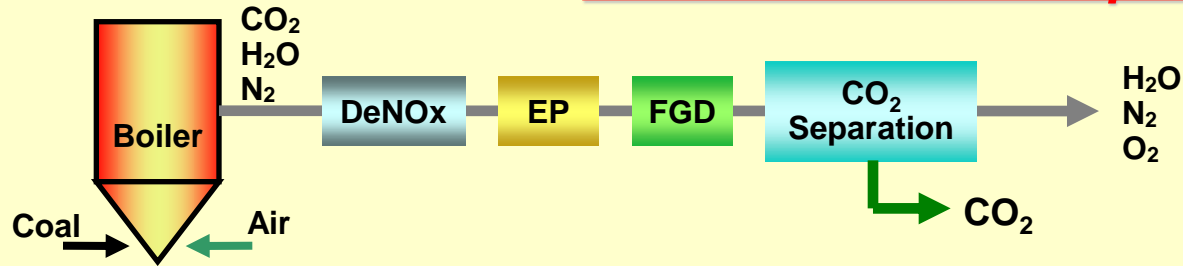 CO₂
H₂O
N₂
Boiler
Coal
Air
DeNOx
EP
FGD
CO₂
Separation
CO₂
H₂O
N₂
O₂